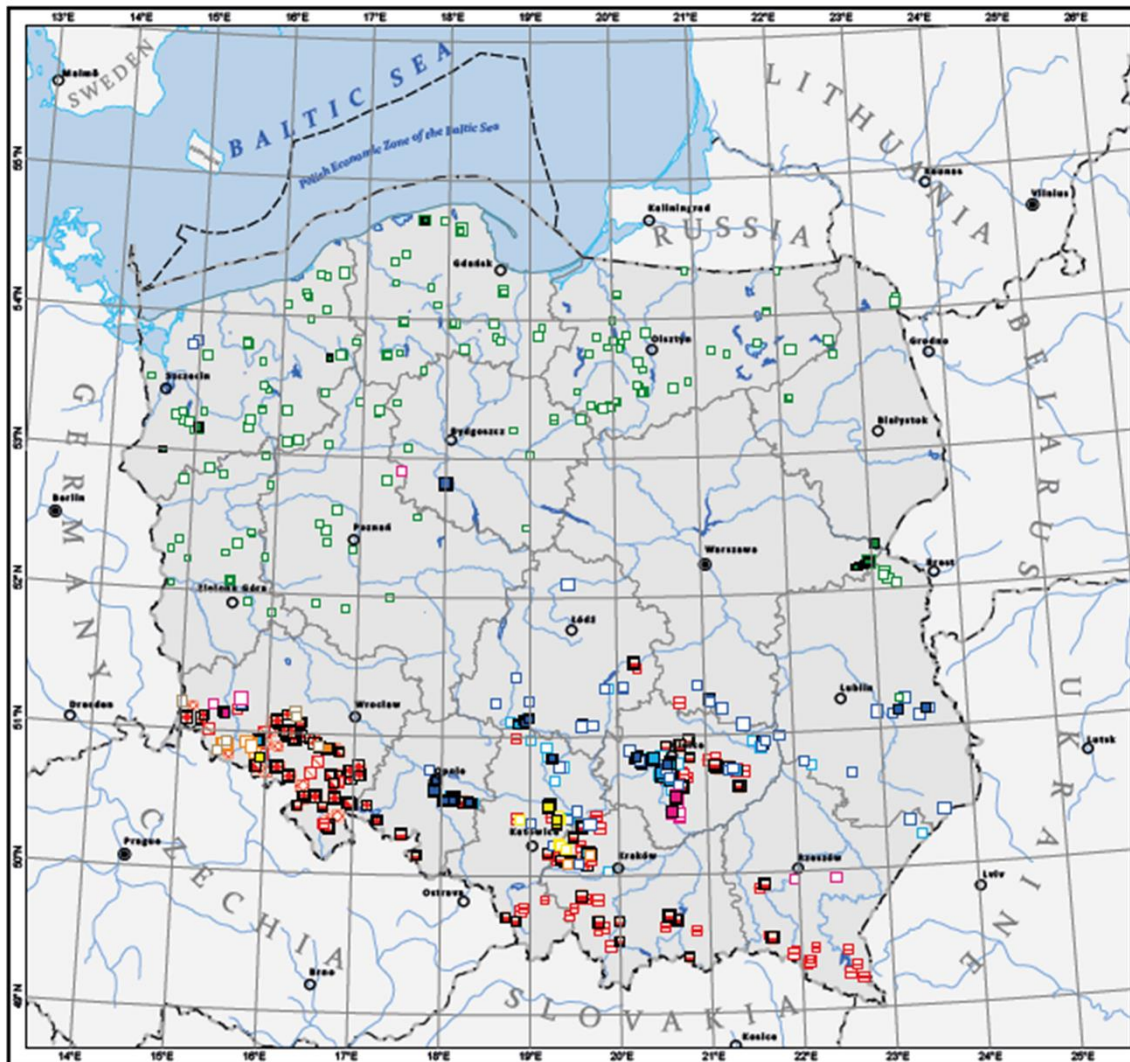 13°E 14°E 15°E 16°E 17°E 18°E 19°E 20°E 21°E 22°E 23°E 24°E 25°E 26°E
Malmö
SWEDEN
BALTIC SEA
Polish Economic Zone of the Baltic Sea
LITHUANIA
Kaunas
Vilnius
Kaliningrad
RUSSIA
55°N
Gdańsk
54°N
Olsztyn
Grodno
Szczecin
BELARUS
GERMANY
53°N
Bydgoszcz
Białystok
Berlin
Poznań
Warszawa
Brest
52°N
Zielona Góra
Łódź
Lublin
Dresden
Wrocław
51°N
Lutsk
UKRAINE
Opole
Prague
Katowice
Kraków
Rzeszów
50°N
Lviv
Ostrava
CZECHIA
Brno
49°N
SLOVAKIA
Kosice
14°E 15°E 16°E 17°E 18°E 19°E 20°E 21°E 22°E 23°E 24°E 25°E